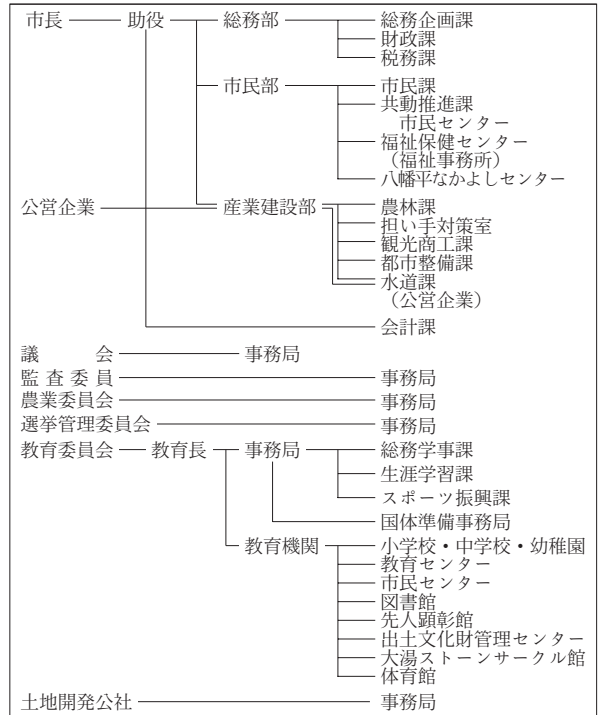 市長 助役 総務部 総務企画課
財政課
税務課
市民部 市民課
共動推進課
市民センター
福祉保健センター
（福祉事務所）
八幡平なかよしセンター
公営企業 産業建設部 農林課
担い手対策室
観光商工課
都市整備課
水道課
（公営企業）
会計課
議会 事務局
監査委員 事務局
農業委員会 事務局
選挙管理委員会 事務局
教育委員会 教育長 事務局 総務学事課
生涯学習課
スポーツ振興課
国体準備事務局
教育機関 小学校・中学校・幼稚園
教育センター
市民センター
図書館
先人顕彰館
出土文化財管理センター
大湯ストーンサークル館
体育館
土地開発公社 事務局